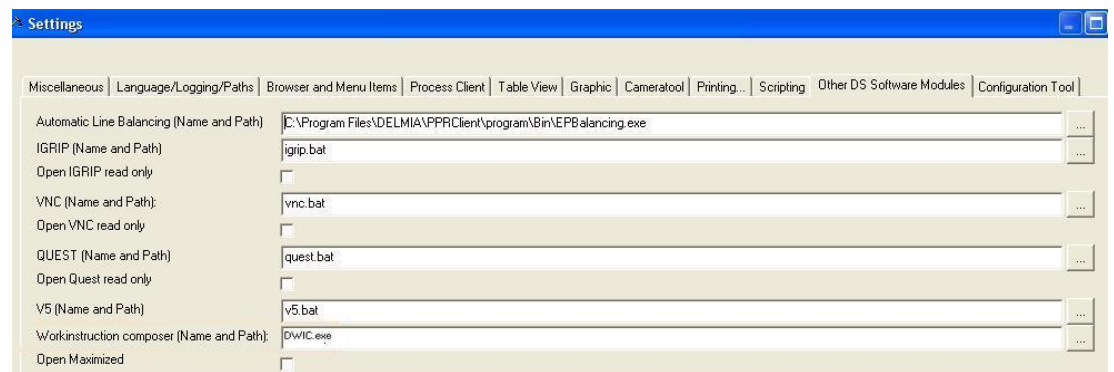 Settings
Miscellaneous Language/Logging/Paths Browser and Menu Items Process Client Table View Graphic Cameratool Printing... Scripting Other DS Software Modules Configuration Tool
Automatic Line Balancing (Name and Path) C:\Program Files\DELMIA\PPRClient\program\Bin\EPBalancing.exe ...
IGRIP (Name and Path) igrip.bat ...
Open IGRIP read only
VNC (Name and Path): vnc.bat ...
Open VNC read only
QUEST (Name and Path) quest.bat ...
Open Quest read only
V5 (Name and Path) v5.bat ...
Workinstruction composer (Name and Path): DWIC.exe ...
Open Maximized